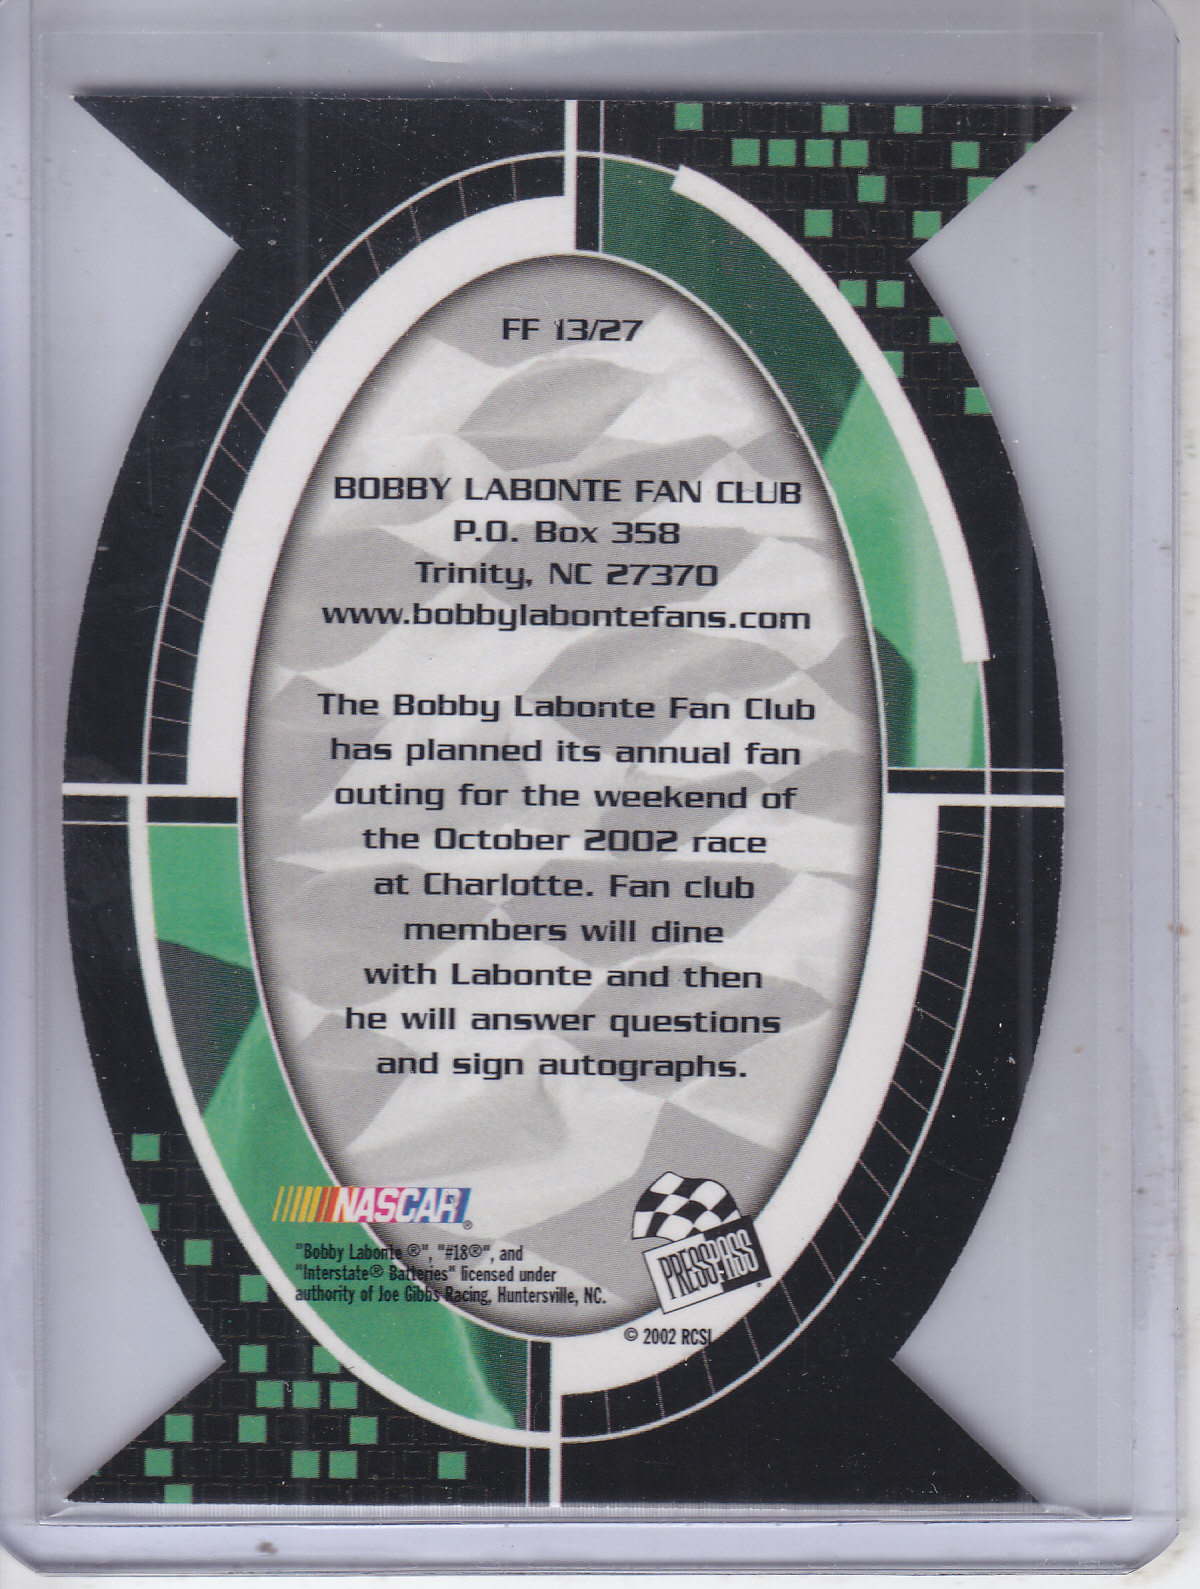 FF 13/27
BOBBY LABONTE FAN CLUB
P.O. Box 358
Trinity, NC 27370
www.bobbylabontefans.com
The Bobby Labonte Fan Club
has planned its annual fan
outing for the weekend of
the October 2002 race
at Charlotte. Fan club
members will dine
with Labonte and then
he will answer questions
and sign autographs.
NASCAR®
"Bobby Labonte ®", "#18®", and
"Interstate® Batteries" licensed under
authority of Joe Gibbs Racing, Huntersville, NC.
PRESS PASS
© 2002 RCSL